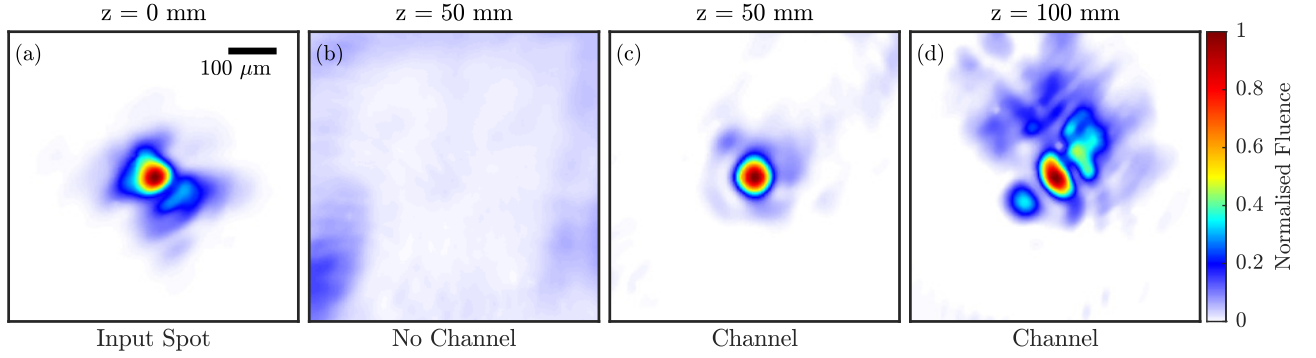 z = 0 mm
z = 50 mm
z = 50 mm
z = 100 mm
(a)
100 μm
(b)
(c)
(d)
1
0.8
0.6
0.4
0.2
0
Normalised Fluence
Input Spot
No Channel
Channel
Channel